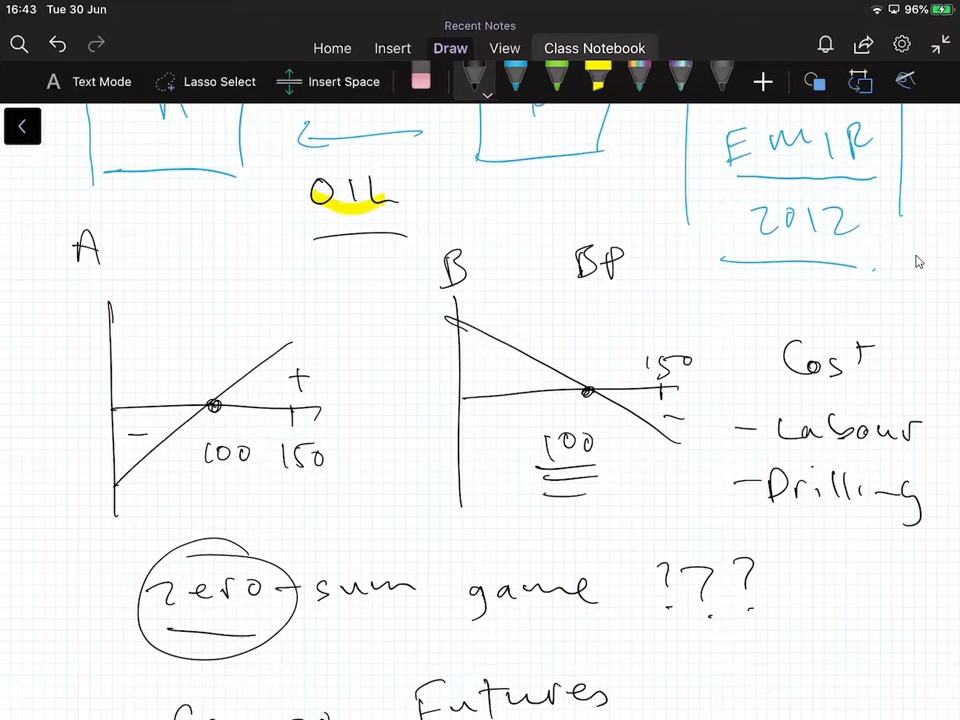 16:43 Tue 30 Jun
96%
Recent Notes
Home Insert Draw View Class Notebook
A Text Mode Lasso Select Insert Space
EMIR
2012
OIL
A
B BP
+
-
100 150
150
-
100
Cost
- Labour
- Drilling
zero-sum game ???
Futures